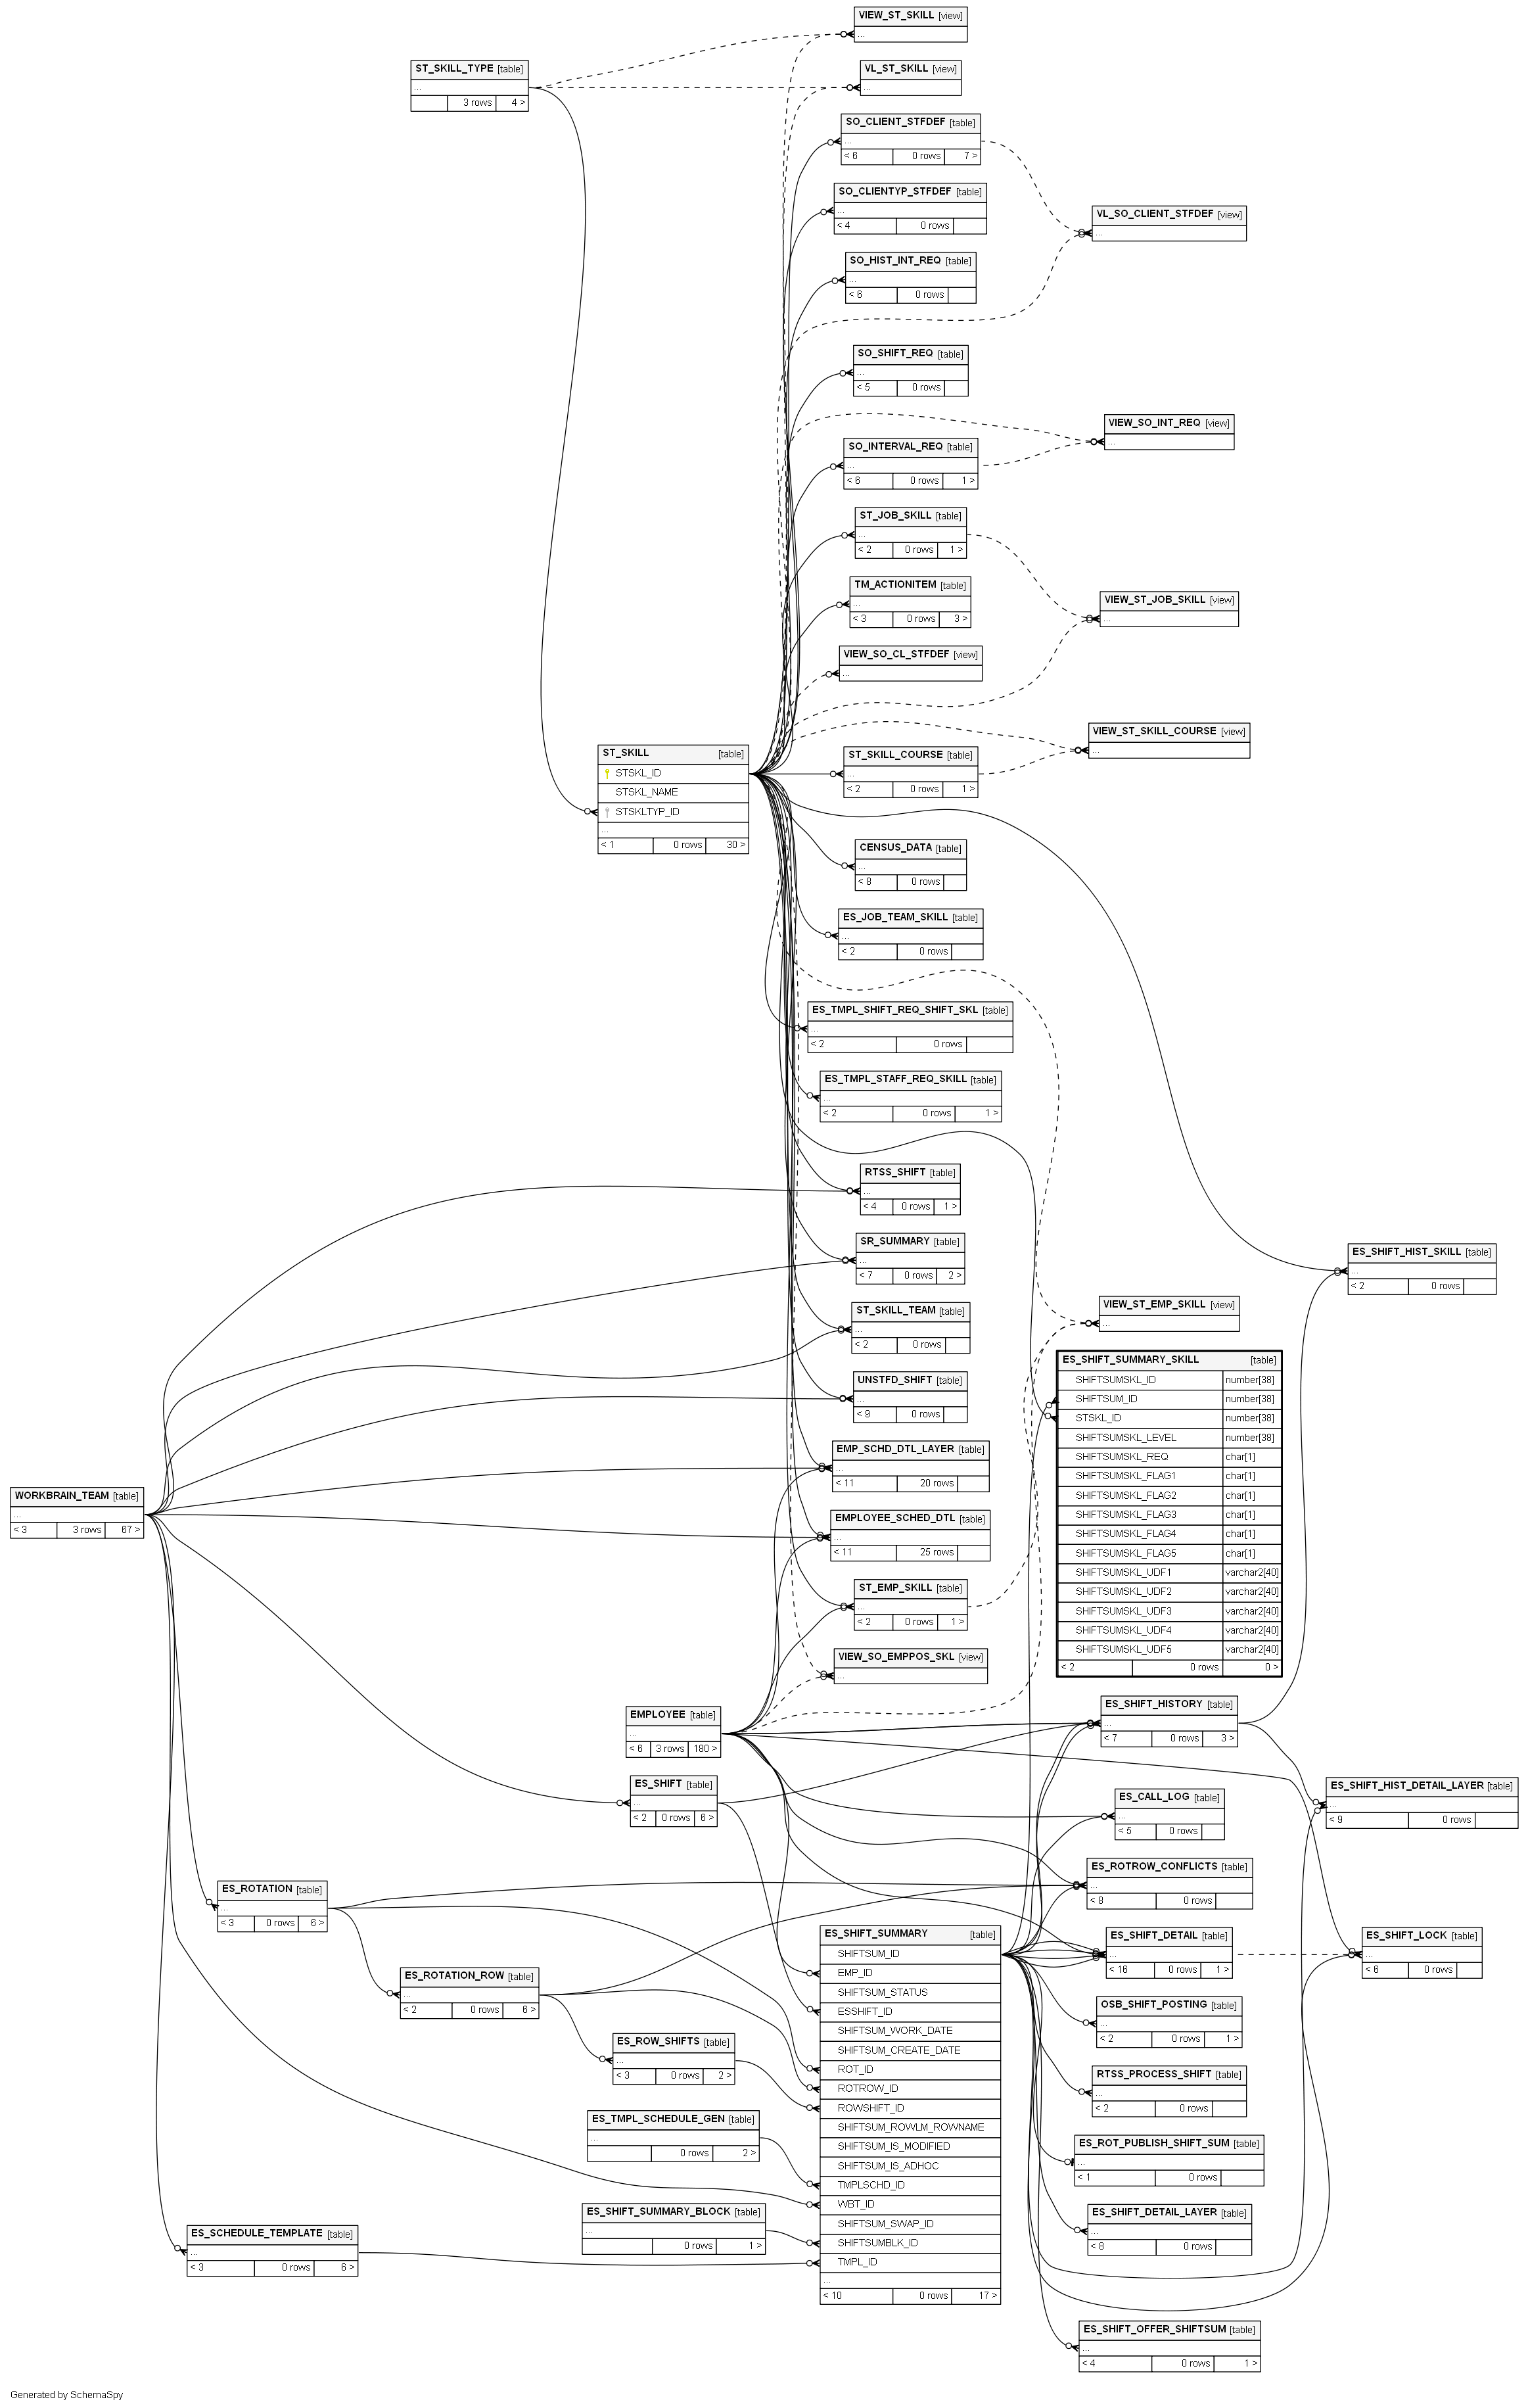 VIEW_ST_SKILL [view]
...
ST_SKILL_TYPE [table]
...
3 rows 4 >
VL_ST_SKILL [view]
...
SO_CLIENT_STFDEF [table]
...
< 6 0 rows 7 >
SO_CLIENTYP_STFDEF [table]
...
< 4 0 rows
VL_SO_CLIENT_STFDEF [view]
...
SO_HIST_INT_REQ [table]
...
< 6 0 rows
SO_SHIFT_REQ [table]
...
< 5 0 rows
VIEW_SO_INT_REQ [view]
...
SO_INTERVAL_REQ [table]
...
< 6 0 rows 1 >
ST_JOB_SKILL [table]
...
< 2 0 rows 1 >
TM_ACTIONITEM [table]
...
< 3 0 rows 3 >
VIEW_ST_JOB_SKILL [view]
...
VIEW_SO_CL_STFDEF [view]
...
VIEW_ST_SKILL_COURSE [view]
...
ST_SKILL [table]
STSKL_ID
STSKL_NAME
STSKLTYP_ID
...
< 1 0 rows 30 >
ST_SKILL_COURSE [table]
...
< 2 0 rows 1 >
CENSUS_DATA [table]
...
< 8 0 rows
ES_JOB_TEAM_SKILL [table]
...
< 2 0 rows
ES_TMPL_SHIFT_REQ_SHIFT_SKL [table]
...
< 2 0 rows
ES_TMPL_STAFF_REQ_SKILL [table]
...
< 2 0 rows 1 >
RTSS_SHIFT [table]
...
< 4 0 rows 1 >
SR_SUMMARY [table]
...
< 7 0 rows 2 >
ES_SHIFT_HIST_SKILL [table]
...
< 2 0 rows
ST_SKILL_TEAM [table]
...
< 2 0 rows
VIEW_ST_EMP_SKILL [view]
...
UNSTFD_SHIFT [table]
...
< 9 0 rows
ES_SHIFT_SUMMARY_SKILL [table]
SHIFTSUMSKL_ID number[38]
SHIFTSUM_ID number[38]
STSKL_ID number[38]
SHIFTSUMSKL_LEVEL number[38]
SHIFTSUMSKL_REQ char[1]
SHIFTSUMSKL_FLAG1 char[1]
SHIFTSUMSKL_FLAG2 char[1]
SHIFTSUMSKL_FLAG3 char[1]
SHIFTSUMSKL_FLAG4 char[1]
SHIFTSUMSKL_FLAG5 char[1]
SHIFTSUMSKL_UDF1 varchar2[40]
SHIFTSUMSKL_UDF2 varchar2[40]
SHIFTSUMSKL_UDF3 varchar2[40]
SHIFTSUMSKL_UDF4 varchar2[40]
SHIFTSUMSKL_UDF5 varchar2[40]
< 2 0 rows 0 >
EMP_SCHD_DTL_LAYER [table]
...
< 11 20 rows
WORKBRAIN_TEAM [table]
...
< 3 3 rows 67 >
EMPLOYEE_SCHED_DTL [table]
...
< 11 25 rows
ST_EMP_SKILL [table]
...
< 2 0 rows 1 >
VIEW_SO_EMPPOS_SKL [view]
...
EMPLOYEE [table]
...
< 6 3 rows 180 >
ES_SHIFT_HISTORY [table]
...
< 7 0 rows 3 >
ES_SHIFT [table]
...
< 2 0 rows 6 >
ES_SHIFT_HIST_DETAIL_LAYER [table]
...
< 9 0 rows
ES_CALL_LOG [table]
...
< 5 0 rows
ES_ROTROW_CONFLICTS [table]
...
< 8 0 rows
ES_ROTATION [table]
...
< 3 0 rows 6 >
ES_SHIFT_DETAIL [table]
...
< 16 0 rows 1 >
ES_SHIFT_LOCK [table]
...
< 6 0 rows
ES_SHIFT_SUMMARY [table]
SHIFTSUM_ID
EMP_ID
SHIFTSUM_STATUS
ESSHIFT_ID
SHIFTSUM_WORK_DATE
SHIFTSUM_CREATE_DATE
ROT_ID
ROTROW_ID
ROWSHIFT_ID
SHIFTSUM_ROWLM_ROWNAME
SHIFTSUM_IS_MODIFIED
SHIFTSUM_IS_ADHOC
TMPLSCHD_ID
WBT_ID
SHIFTSUM_SWAP_ID
SHIFTSUMBLK_ID
TMPL_ID
...
< 10 0 rows 17 >
ES_ROTATION_ROW [table]
...
< 2 0 rows 6 >
OSB_SHIFT_POSTING [table]
...
< 2 0 rows 1 >
ES_ROW_SHIFTS [table]
...
< 3 0 rows 2 >
RTSS_PROCESS_SHIFT [table]
...
< 2 0 rows
ES_TMPL_SCHEDULE_GEN [table]
...
0 rows 2 >
ES_ROT_PUBLISH_SHIFT_SUM [table]
...
< 1 0 rows
ES_SHIFT_SUMMARY_BLOCK [table]
...
0 rows 1 >
ES_SHIFT_DETAIL_LAYER [table]
...
< 8 0 rows
ES_SCHEDULE_TEMPLATE [table]
...
< 3 0 rows 6 >
ES_SHIFT_OFFER_SHIFTSUM [table]
...
< 4 0 rows 1 >
Generated by SchemaSpy